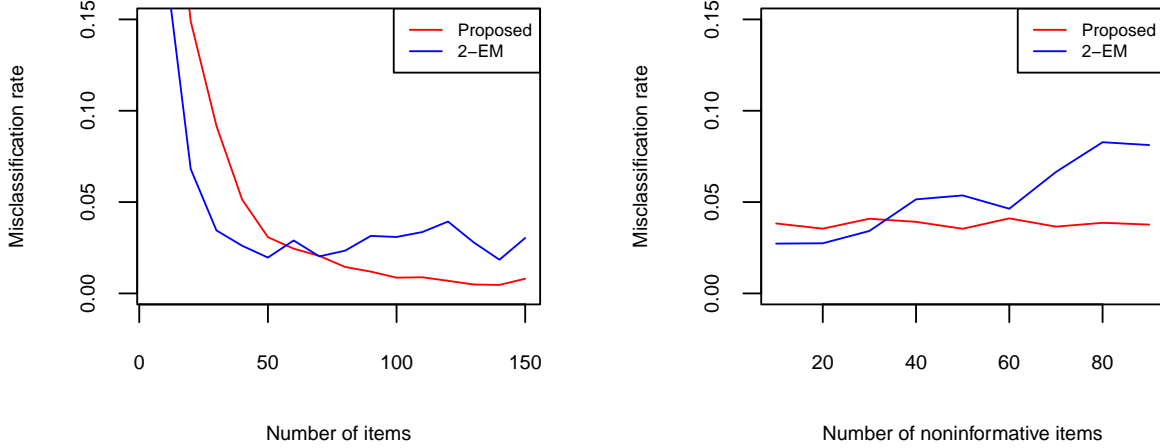 Misclassification rate
0.15
0.10
0.05
0.00
Proposed
2−EM
0
50
100
150
Number of items
Misclassification rate
0.15
0.10
0.05
0.00
Proposed
2−EM
20
40
60
80
Number of noninformative items